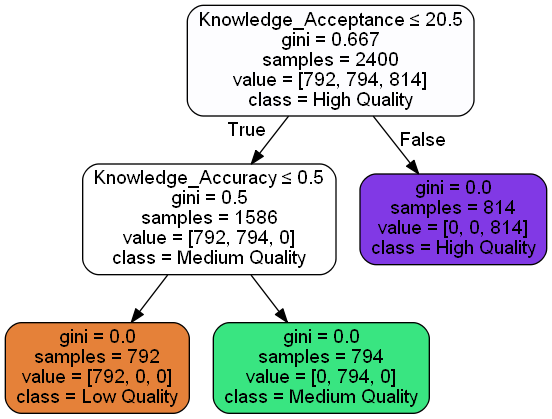 Knowledge_Acceptance ≤ 20.5
gini = 0.667
samples = 2400
value = [792, 794, 814]
class = High Quality
True
False
Knowledge_Accuracy ≤ 0.5
gini = 0.5
samples = 1586
value = [792, 794, 0]
class = Medium Quality
gini = 0.0
samples = 814
value = [0, 0, 814]
class = High Quality
gini = 0.0
samples = 792
value = [792, 0, 0]
class = Low Quality
gini = 0.0
samples = 794
value = [0, 794, 0]
class = Medium Quality